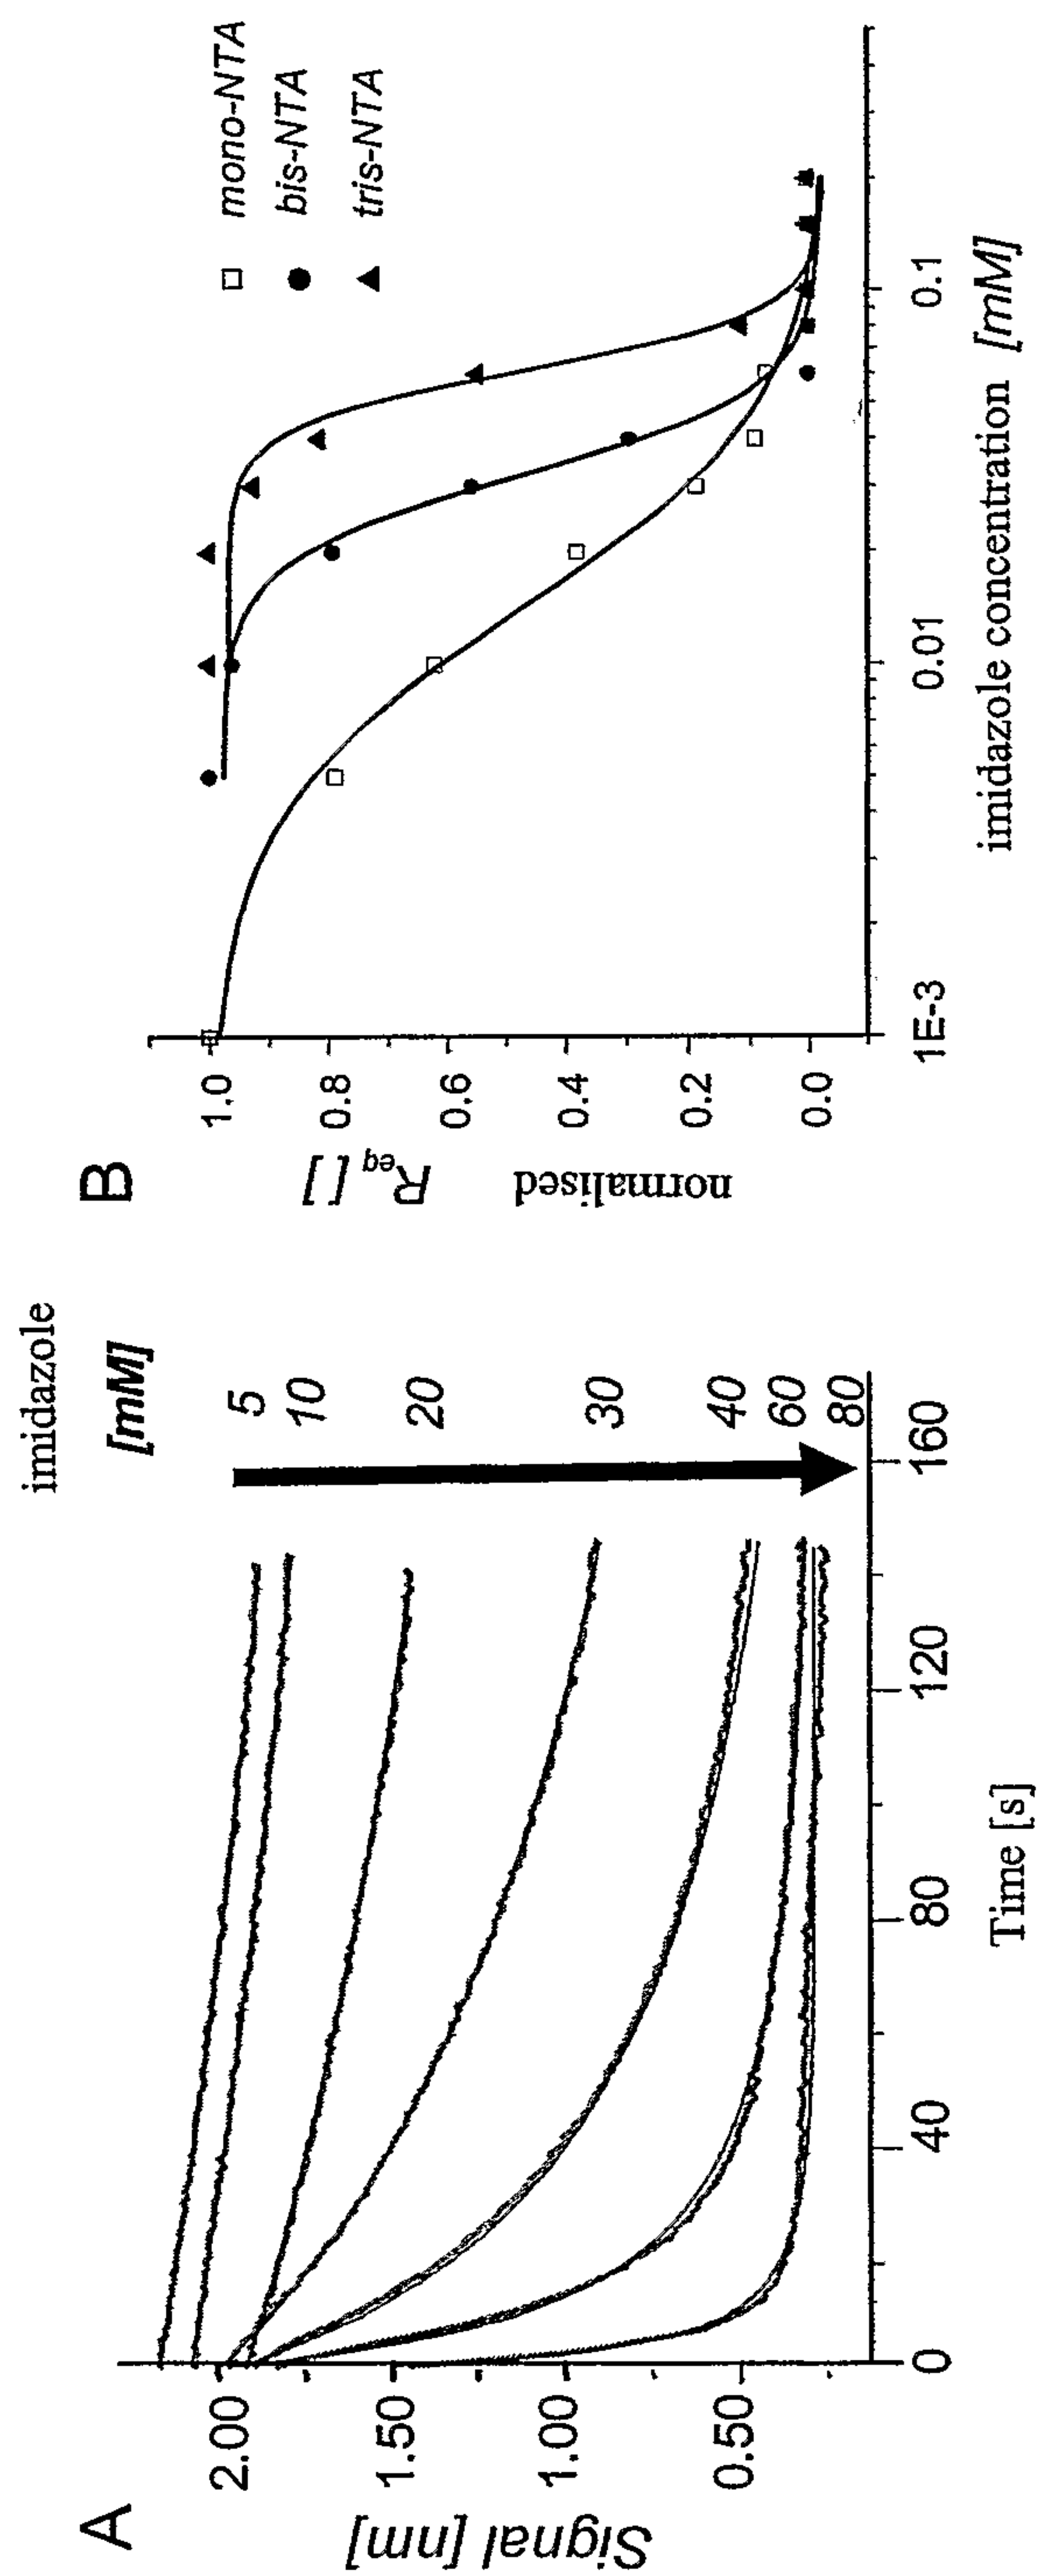 A
imidazole
[mM]
5
10
20
30
40
60
80
2.00
1.50
1.00
0.50
Signal [nm]
0
40
80
120
160
Time [s]
B
mono-NTA
bis-NTA
tris-NTA
1.0
0.8
0.6
0.4
0.2
0.0
normalised
Req [ ]
1E-3
0.01
0.1
imidazole concentration [mM]